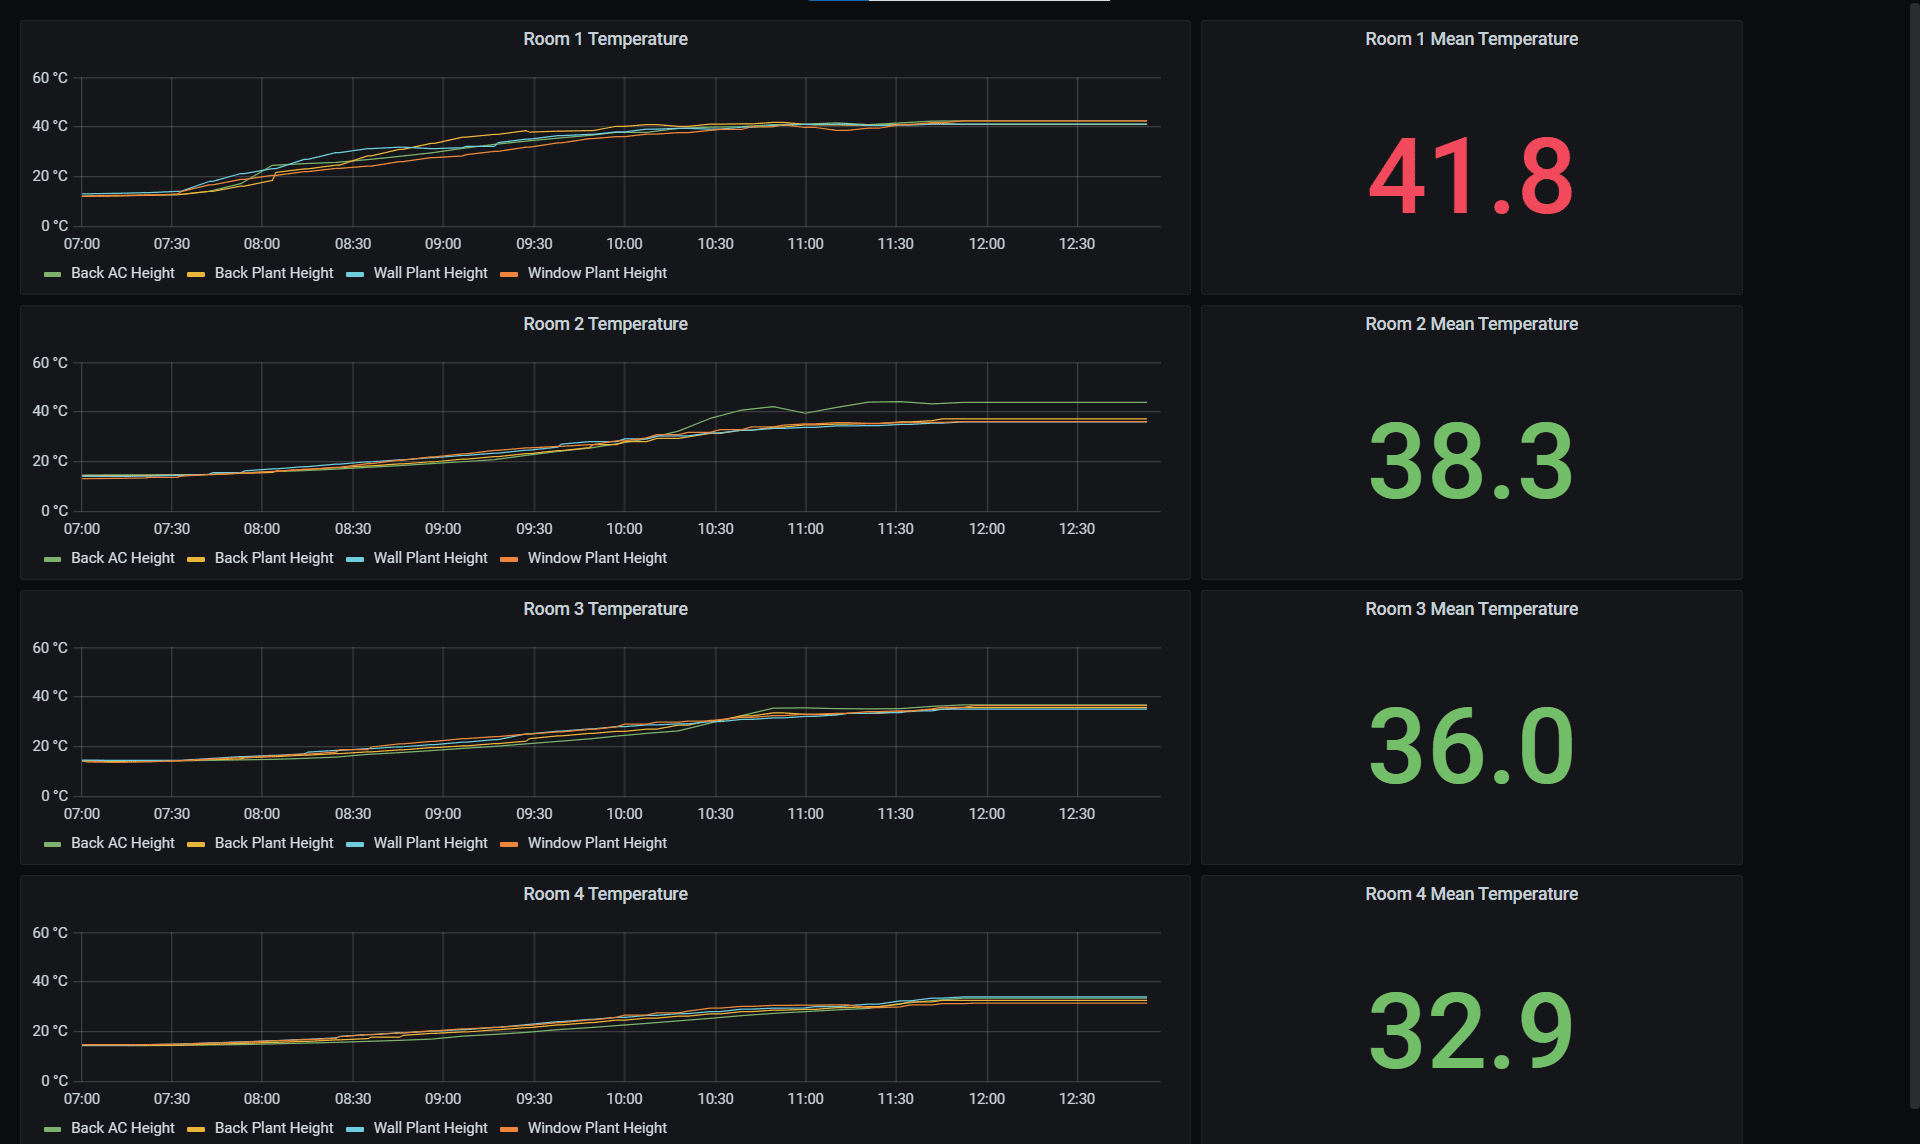 Room 1 Temperature
60 °C
40 °C
20 °C
0 °C
07:00 07:30 08:00 08:30 09:00 09:30 10:00 10:30 11:00 11:30 12:00 12:30
Back AC Height Back Plant Height Wall Plant Height Window Plant Height
Room 1 Mean Temperature
41.8
Room 2 Temperature
60 °C
40 °C
20 °C
0 °C
07:00 07:30 08:00 08:30 09:00 09:30 10:00 10:30 11:00 11:30 12:00 12:30
Back AC Height Back Plant Height Wall Plant Height Window Plant Height
Room 2 Mean Temperature
38.3
Room 3 Temperature
60 °C
40 °C
20 °C
0 °C
07:00 07:30 08:00 08:30 09:00 09:30 10:00 10:30 11:00 11:30 12:00 12:30
Back AC Height Back Plant Height Wall Plant Height Window Plant Height
Room 3 Mean Temperature
36.0
Room 4 Temperature
60 °C
40 °C
20 °C
0 °C
07:00 07:30 08:00 08:30 09:00 09:30 10:00 10:30 11:00 11:30 12:00 12:30
Back AC Height Back Plant Height Wall Plant Height Window Plant Height
Room 4 Mean Temperature
32.9